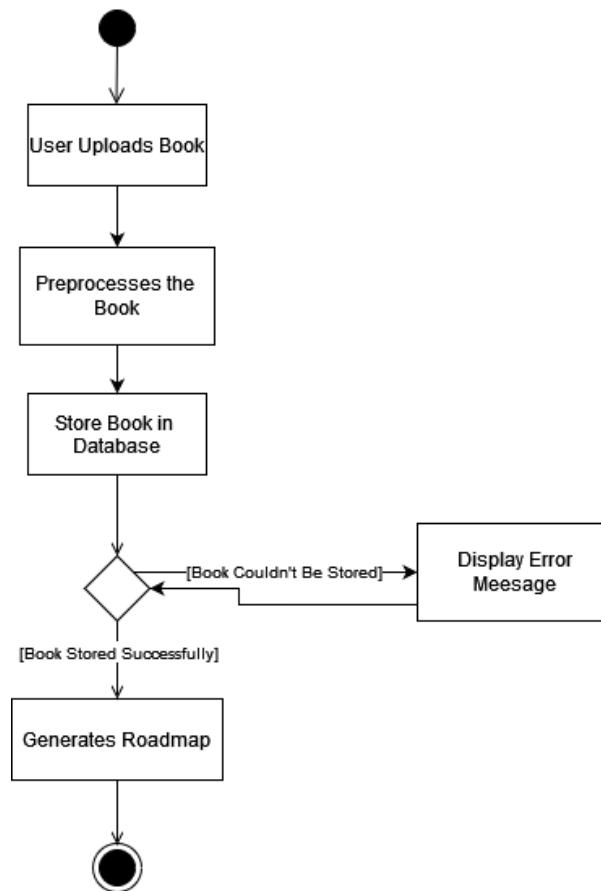 User Uploads Book
Preprocesses the
Book
Store Book in
Database
[Book Couldn't Be Stored]
Display Error
Meesage
[Book Stored Successfully]
Generates Roadmap